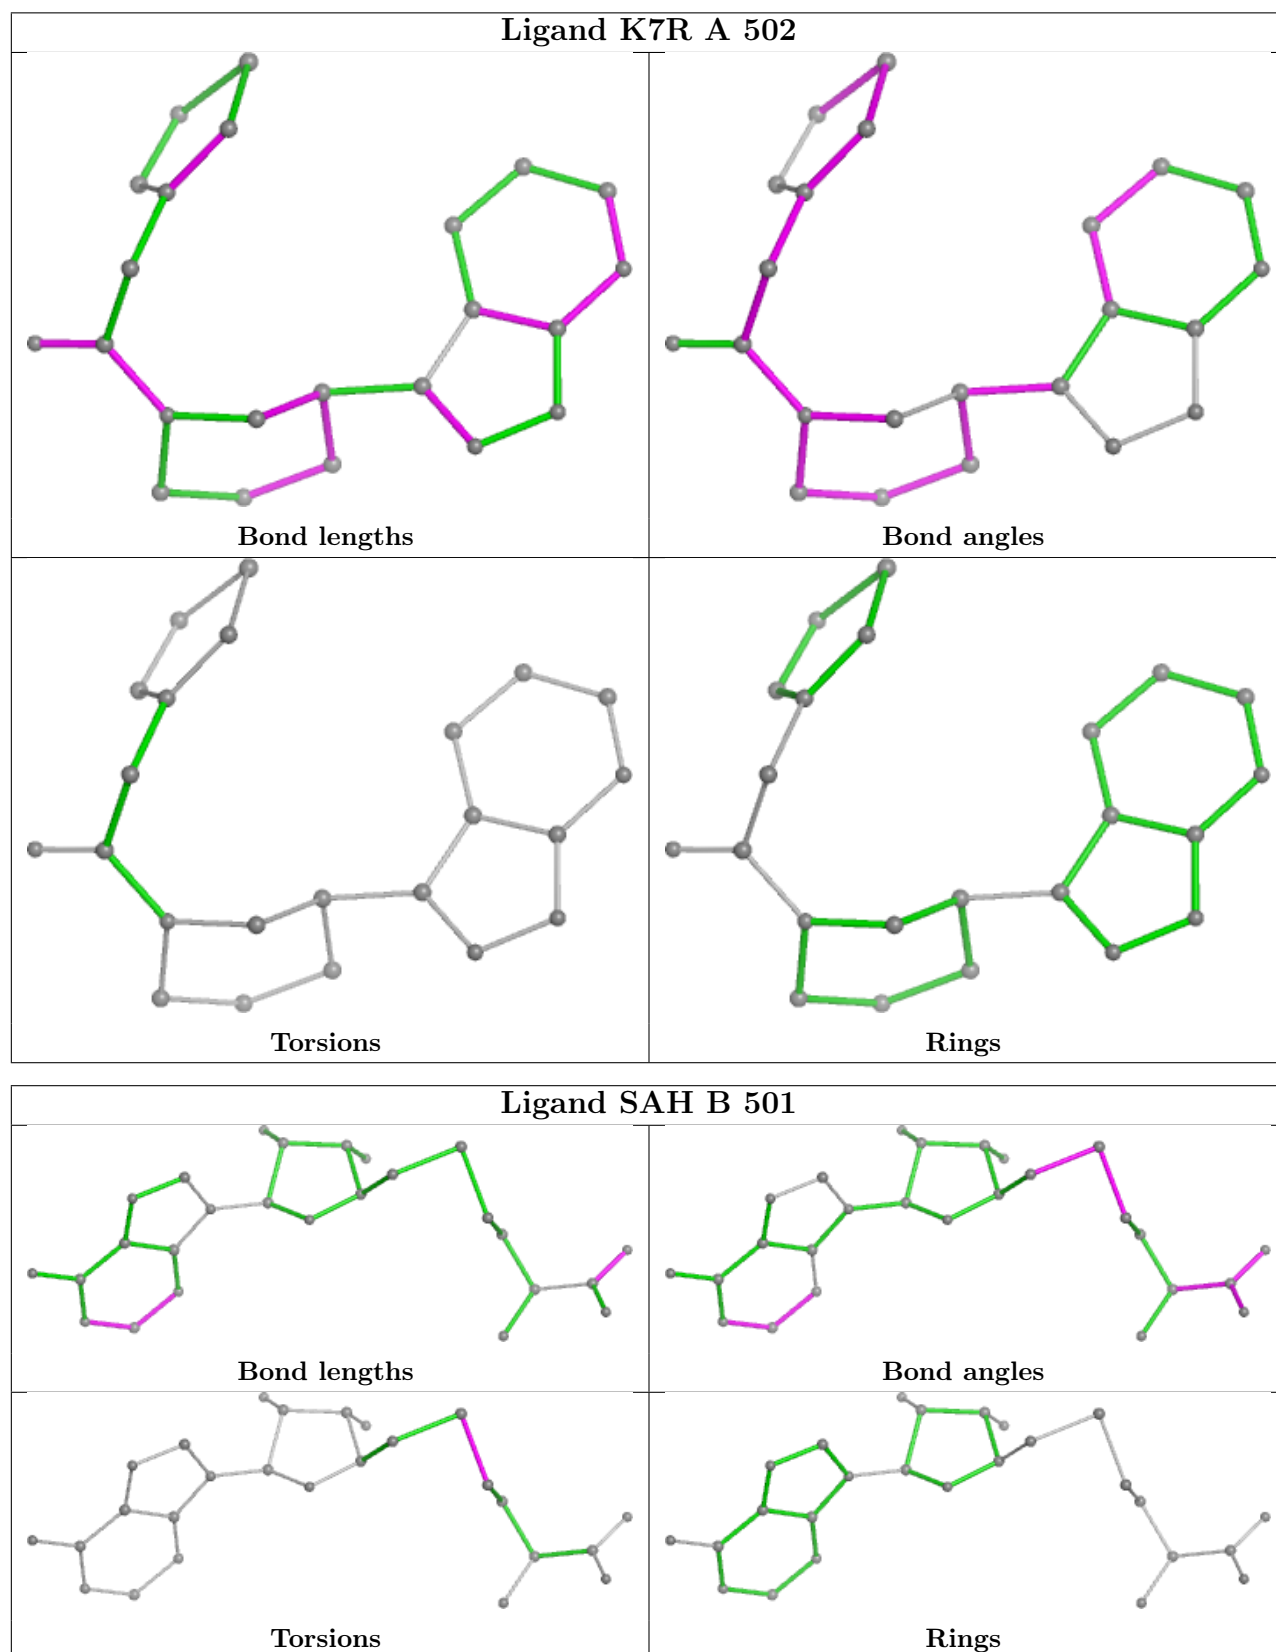 Ligand K7R A 502
Bond lengths
Bond angles
Torsions
Rings
Ligand SAH B 501
Bond lengths
Bond angles
Torsions
Rings